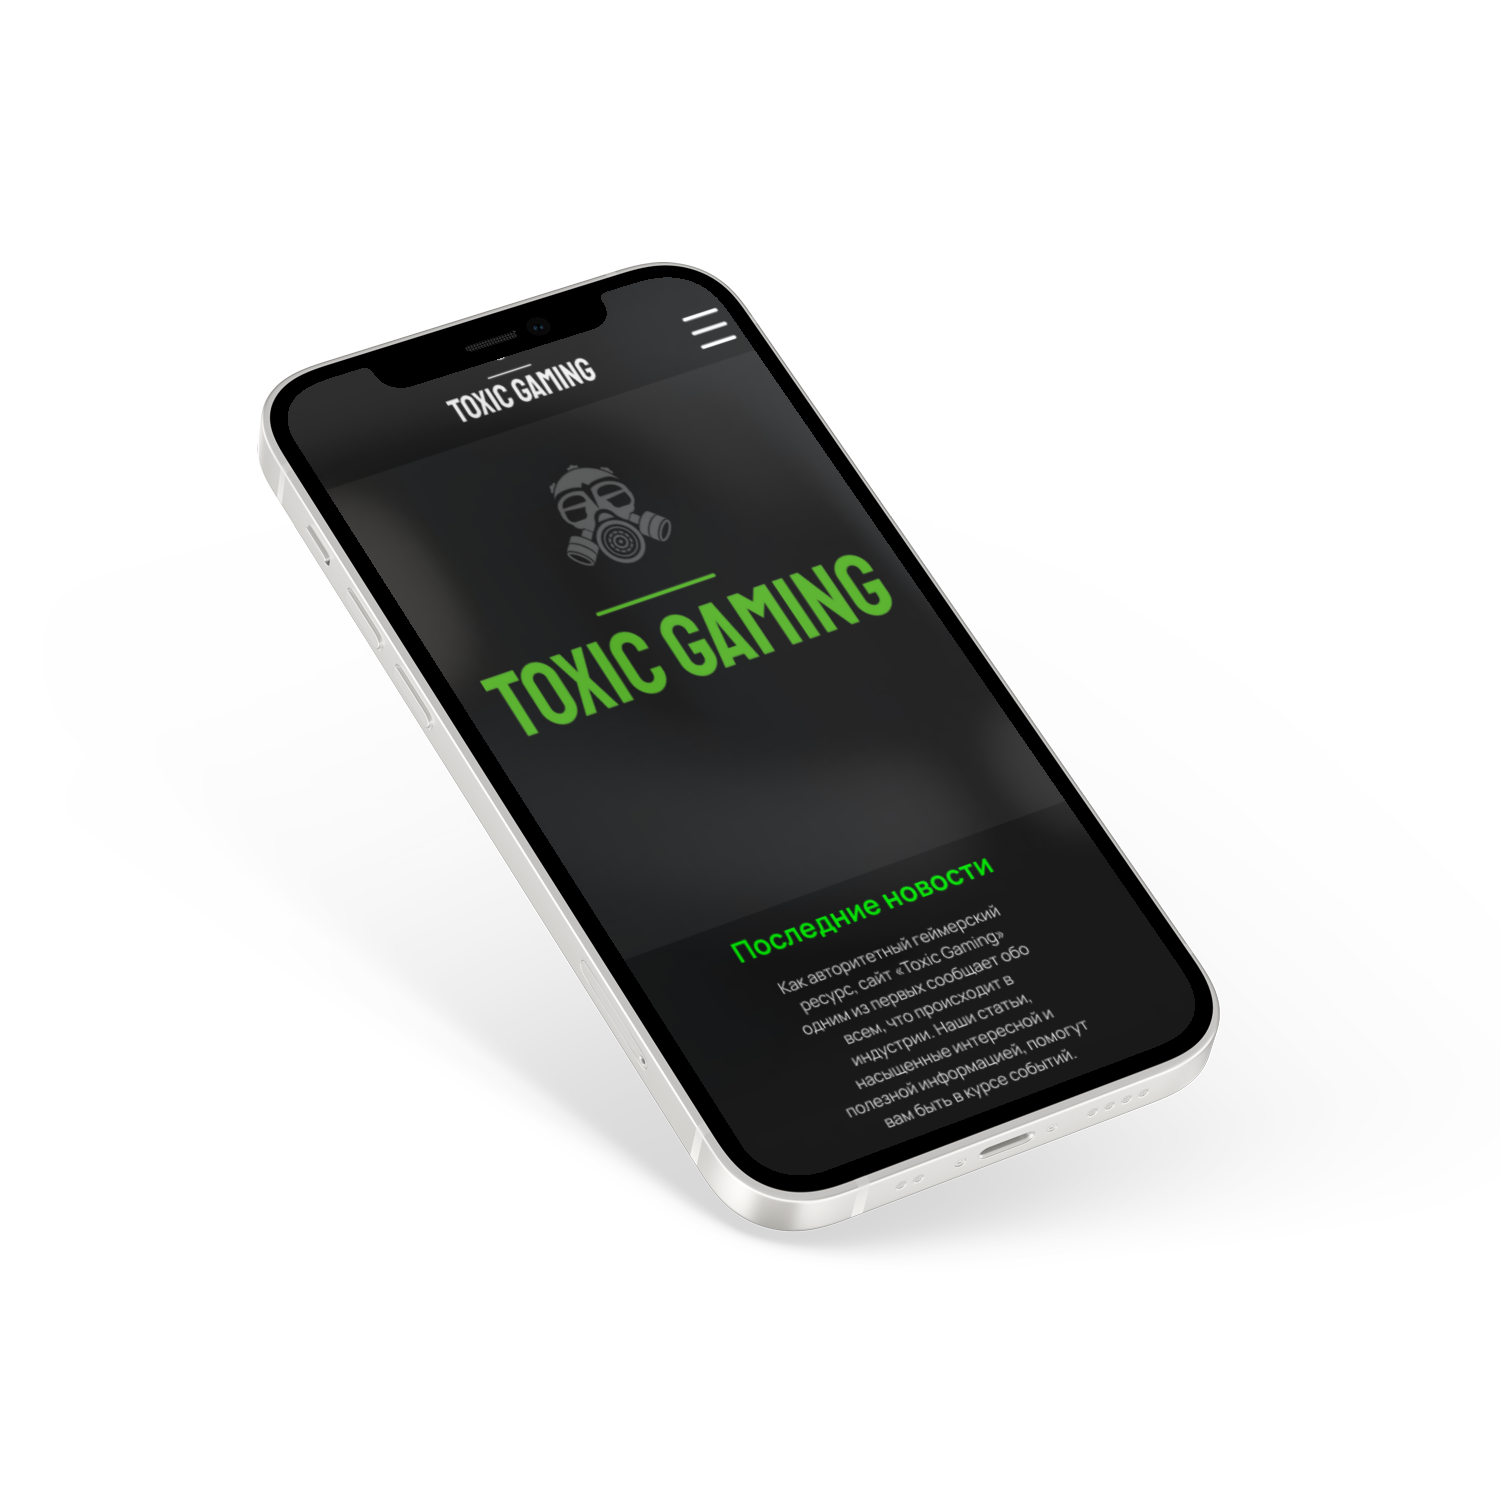 TOXIC GAMING
TOXIC GAMING
Последние новости
Как авторитетный геймерский
ресурс, сайт «Toxic Gaming»
одним из первых сообщает обо
всем, что происходит в
индустрии. Наши статьи,
насыщенные интересной и
полезной информацией, помогут
вам быть в курсе событий.